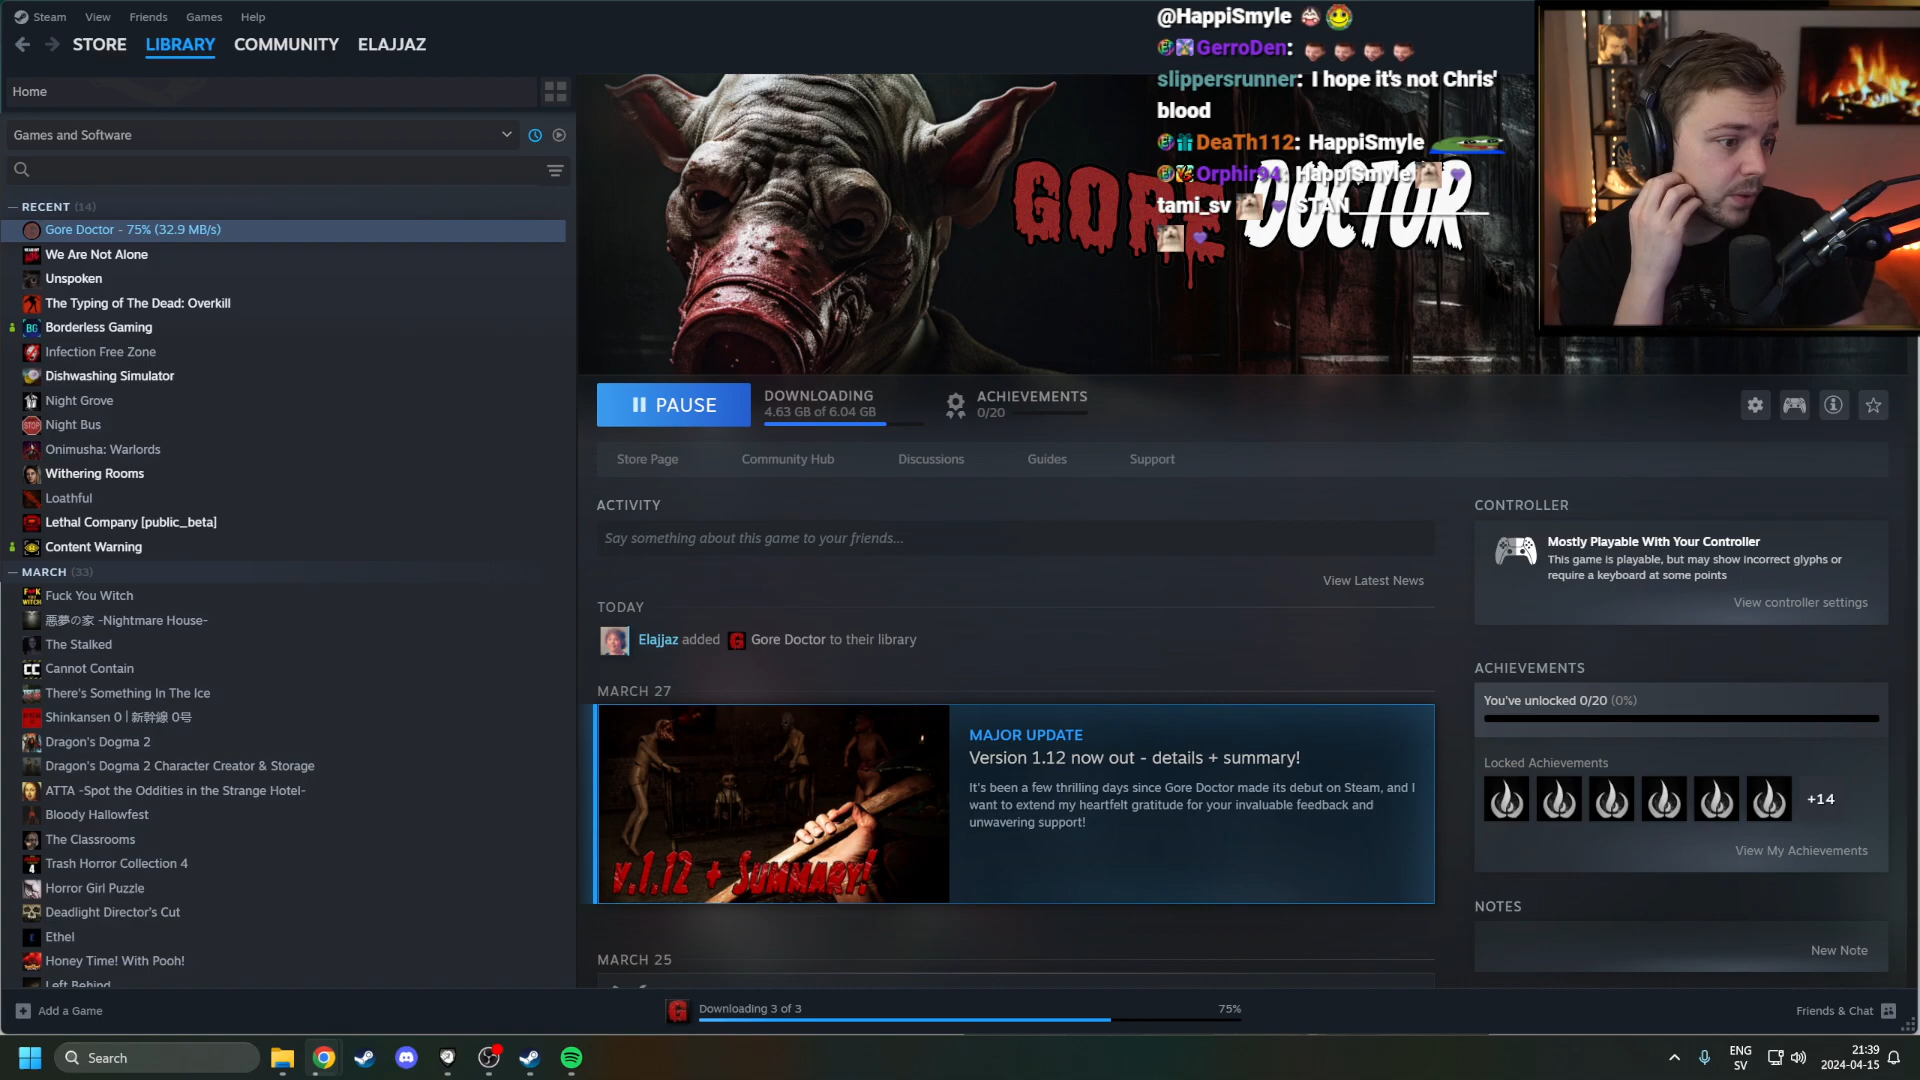 Steam View Friends Games Help
STORE LIBRARY COMMUNITY ELAJJAZ
Home
Games and Software
RECENT (14)
Gore Doctor - 75% (32.9 MB/s)
We Are Not Alone
Unspoken
The Typing of The Dead: Overkill
BG Borderless Gaming
Infection Free Zone
Dishwashing Simulator
Night Grove
STOP Night Bus
Onimusha: Warlords
Withering Rooms
Loathful
Lethal Company [public_beta]
Content Warning
MARCH (33)
Fuck You Witch
悪夢の家 -Nightmare House-
The Stalked
CC Cannot Contain
There's Something In The Ice
Shinkansen 0 | 新幹線 0号
Dragon's Dogma 2
Dragon's Dogma 2 Character Creator & Storage
ATTA -Spot the Oddities in the Strange Hotel-
Bloody Hallowfest
The Classrooms
4 Trash Horror Collection 4
Horror Girl Puzzle
Deadlight Director's Cut
Ethel
Honey Time! With Pooh!
Left Behind
Add a Game
@HappiSmyle
GerroDen:
slippersrunner: I hope it's not Chris'
blood
DeaTh112: HappiSmyle
Orphir94: HappiSmyle
tami_sv STAN
GORE DOCTOR
PAUSE
DOWNLOADING
4.63 GB of 6.04 GB
ACHIEVEMENTS
0/20
Store Page Community Hub Discussions Guides Support
ACTIVITY
Say something about this game to your friends...
View Latest News
TODAY
Elajjaz added G Gore Doctor to their library
MARCH 27
v.1.12 + Summary!
MAJOR UPDATE
Version 1.12 now out - details + summary!
It's been a few thrilling days since Gore Doctor made its debut on Steam, and I
want to extend my heartfelt gratitude for your invaluable feedback and
unwavering support!
MARCH 25
CONTROLLER
Mostly Playable With Your Controller
This game is playable, but may show incorrect glyphs or
require a keyboard at some points
View controller settings
ACHIEVEMENTS
You've unlocked 0/20 (0%)
Locked Achievements
+14
View My Achievements
NOTES
New Note
G Downloading 3 of 3 75%
Friends & Chat
Search
ENG
SV
21:39
2024-04-15